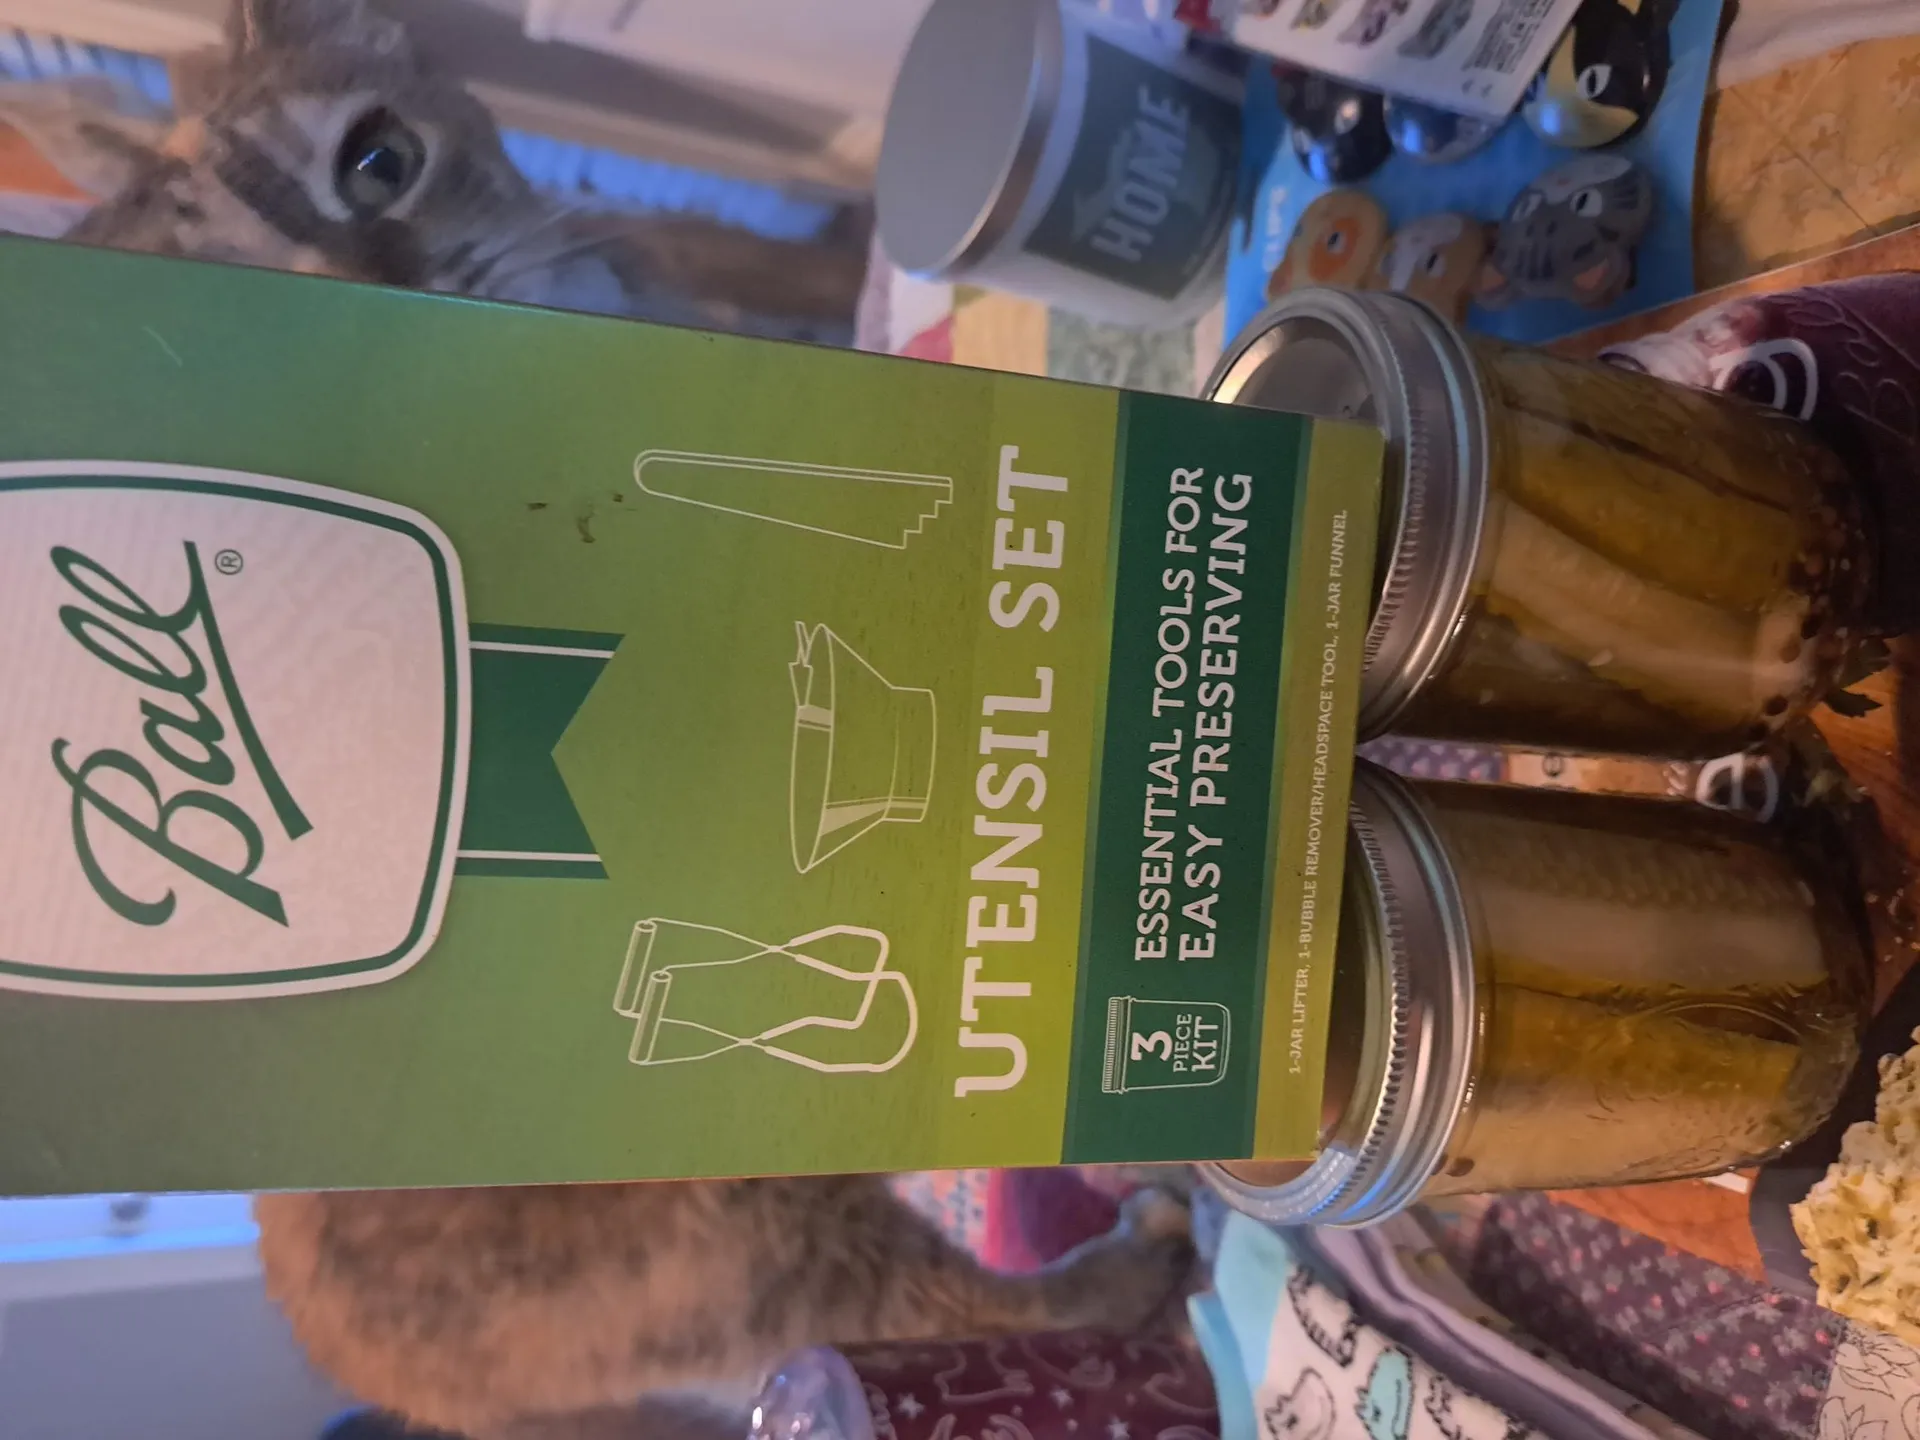 Ball®
UTENSIL SET
3
PIECE
KIT
ESSENTIAL TOOLS FOR
EASY PRESERVING
1-JAR LIFTER, 1-BUBBLE REMOVER/HEADSPACE TOOL, 1-JAR FUNNEL
HOME
CLIPS